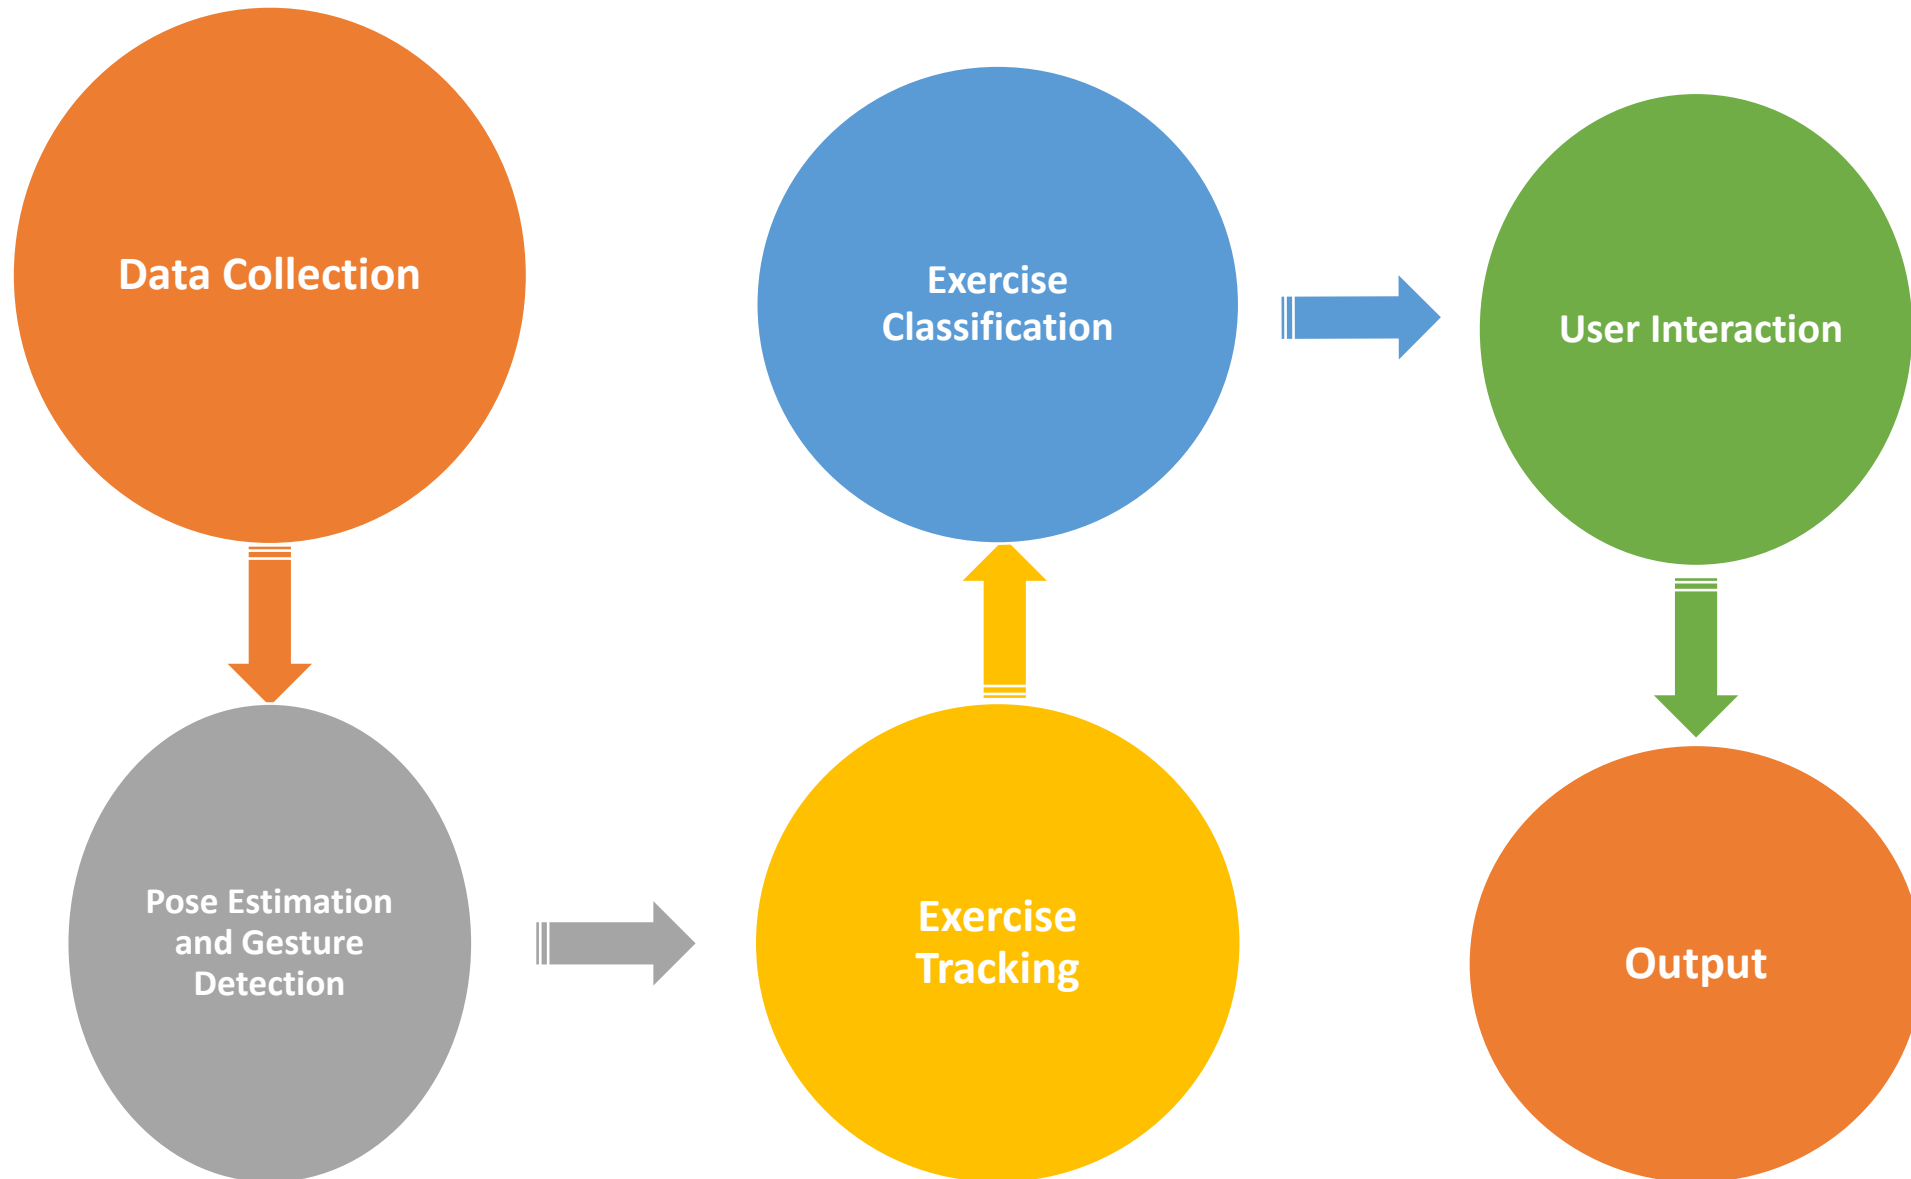 Data Collection
Pose Estimation
and Gesture
Detection
Exercise
Tracking
Exercise
Classification
User Interaction
Output